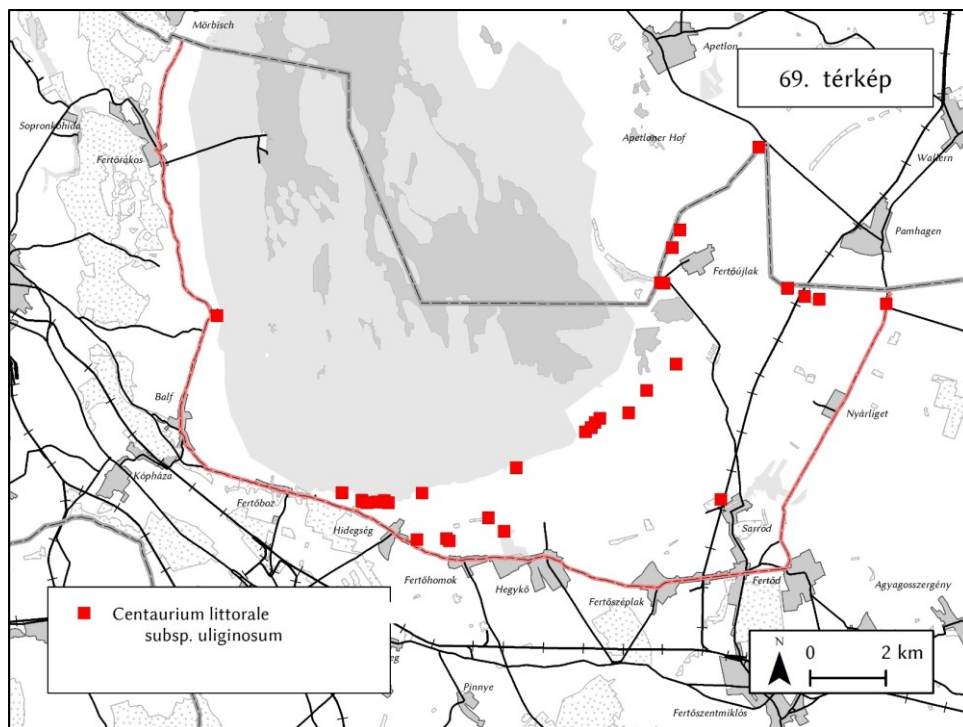 Mörbisch
Apetlon
69. térkép
Sopronkőhida
Apetloner Hof
Fertőrákos
Wallern
Pamhagen
Fertőújlak
Balf
Nyárliget
Kópháza
Fertőboz
Hidegség
Sarród
Fertőhomok
Hegykő
Fertőszéplak
Fertőd
Agyagosszergény
Centaurium littorale
subsp. uliginosum
N
0 2 km
Pinnye
Fertőszentmiklós